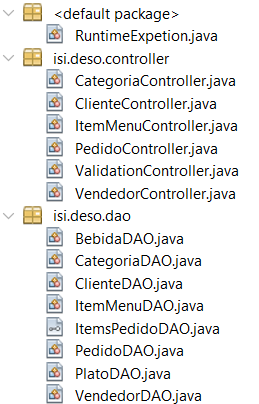 <default package>
RuntimeExpetion.java
isi.deso.controller
CategoriaController.java
ClienteController.java
ItemMenuController.java
PedidoController.java
ValidationController.java
VendedorController.java
isi.deso.dao
BebidaDAO.java
CategoriaDAO.java
ClienteDAO.java
ItemMenuDAO.java
ItemsPedidoDAO.java
PedidoDAO.java
PlatoDAO.java
VendedorDAO.java